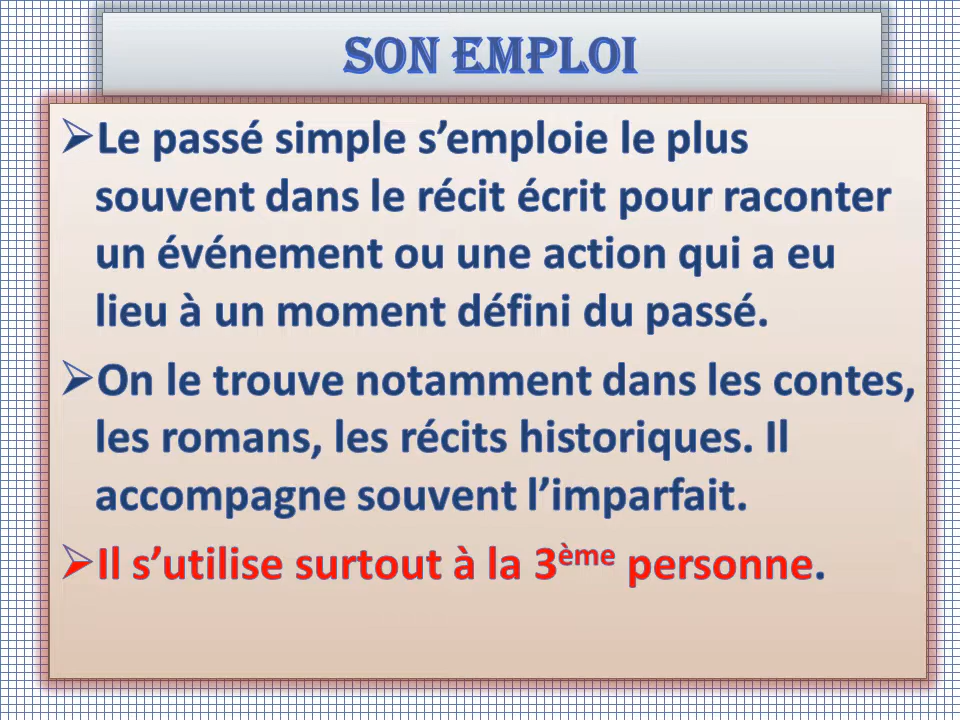 SON EMPLOI
➢Le passé simple s’emploie le plus
souvent dans le récit écrit pour raconter
un événement ou une action qui a eu
lieu à un moment défini du passé.
➢On le trouve notamment dans les contes,
les romans, les récits historiques. Il
accompagne souvent l’imparfait.
➢Il s’utilise surtout à la 3ème personne.